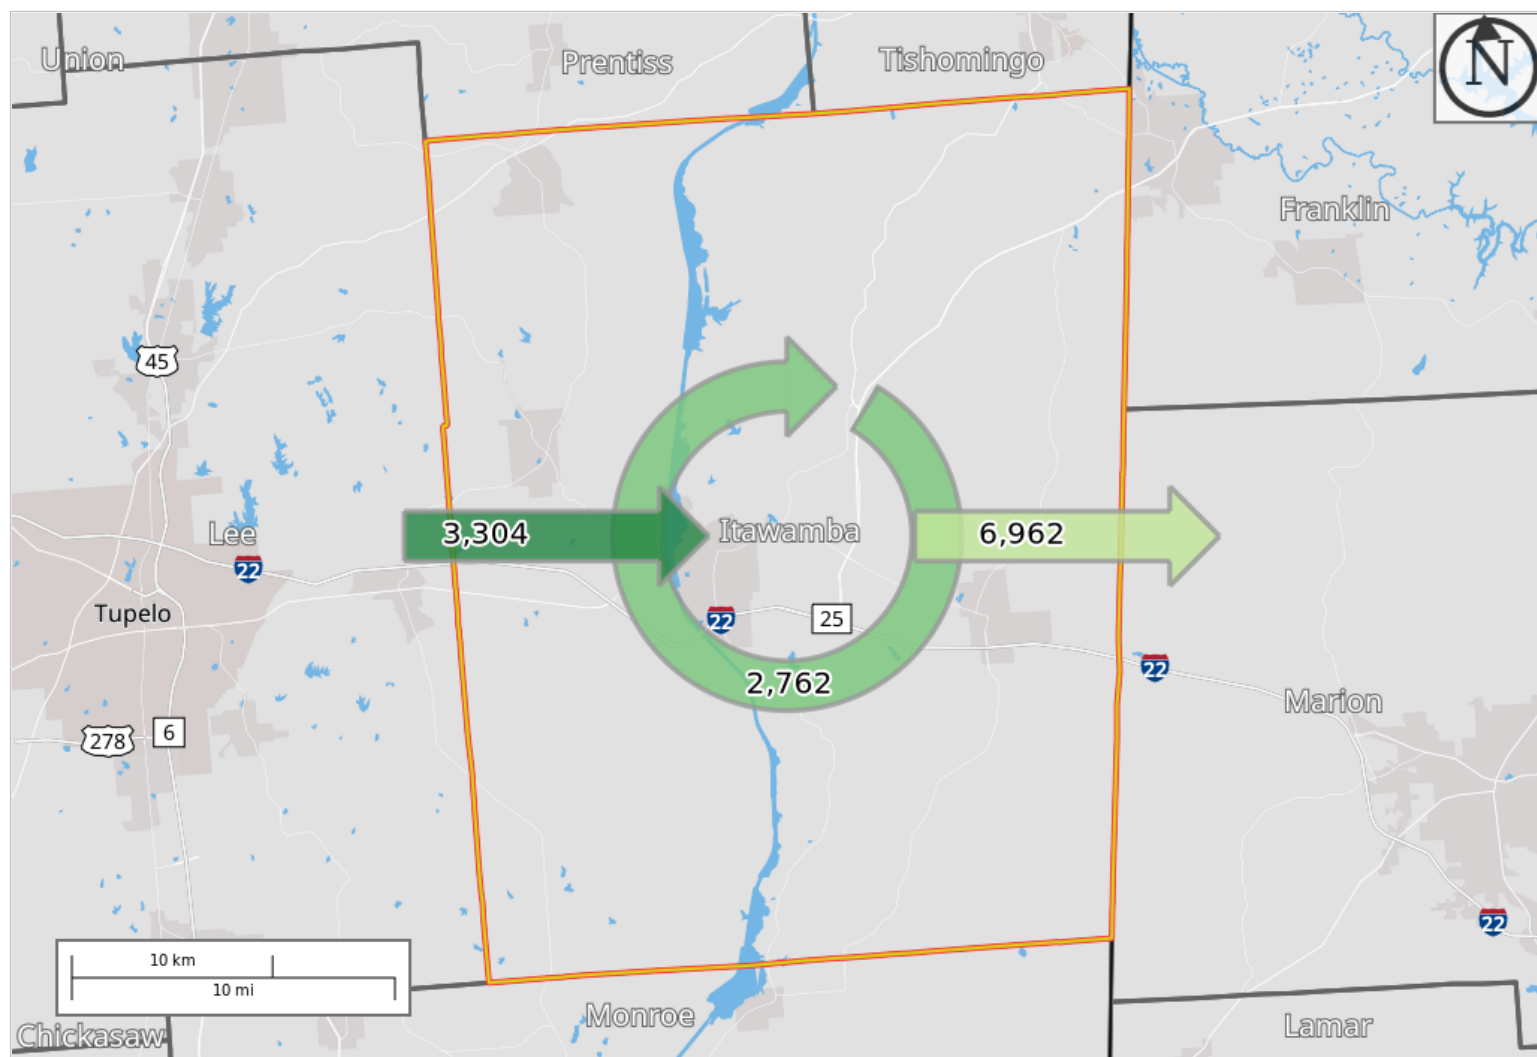 Union
Prentiss
Tishomingo
N
Franklin
45
3,304
Itawamba
6,962
Lee
22
Tupelo
22
25
22
2,762
Marion
278
6
22
10 km
10 mi
Monroe
Chickasaw
Lamar